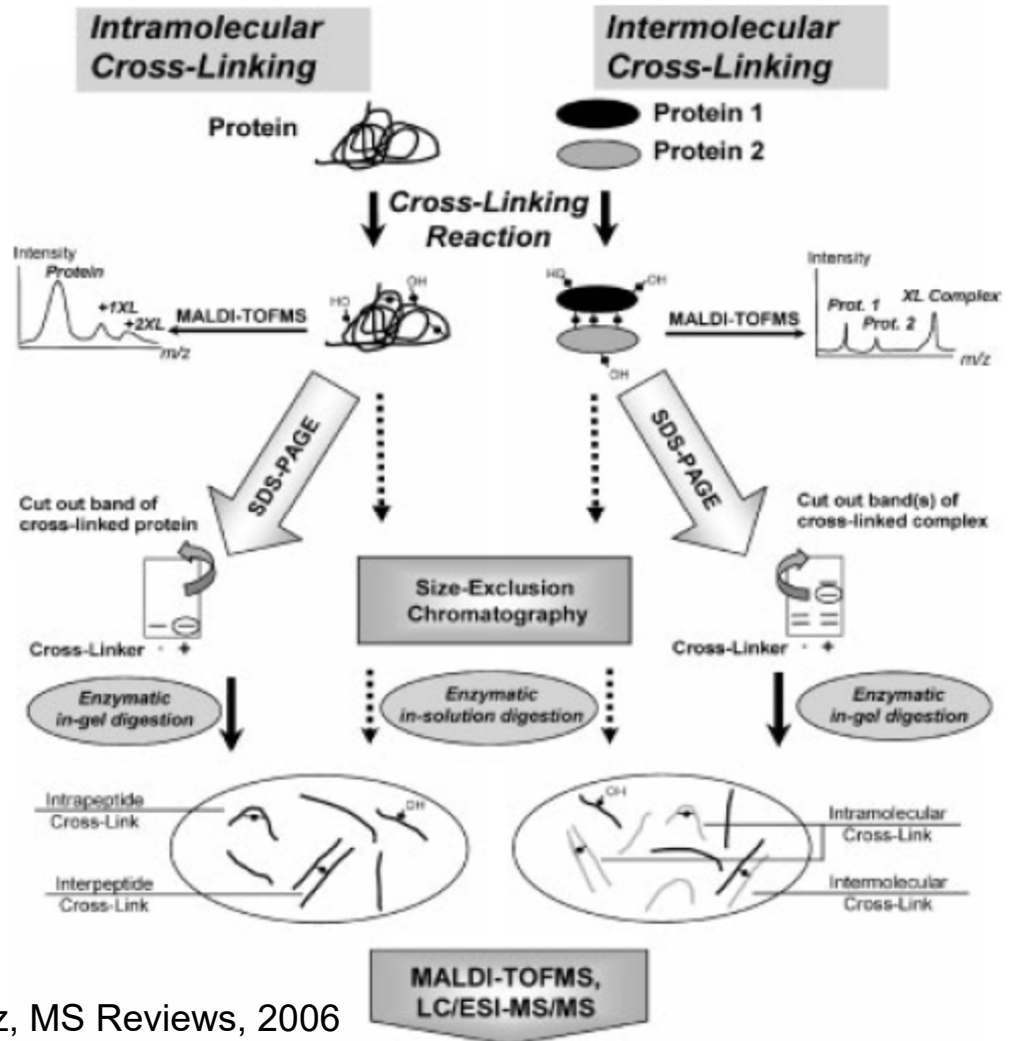 Intramolecular
Cross-Linking
Intermolecular
Cross-Linking
Protein
Protein 1
Protein 2
Cross-Linking
Reaction
Intensity
Protein
+1XL
+2XL
m/z
MALDI-TOFMS
HO
OH
HO
OH
OH
MALDI-TOFMS
Intensity
Prot. 1
Prot. 2
XL Complex
m/z
SDS-PAGE
SDS-PAGE
Cut out band of
cross-linked protein
Cut out band(s) of
cross-linked complex
Size-Exclusion
Chromatography
Cross-Linker - +
Cross-Linker - +
Enzymatic
in-gel digestion
Enzymatic
in-solution digestion
Enzymatic
in-gel digestion
Intrapeptide
Cross-Link
Interpeptide
Cross-Link
OH
OH
Intramolecular
Cross-Link
Intermolecular
Cross-Link
MALDI-TOFMS,
LC/ESI-MS/MS
z, MS Reviews, 2006